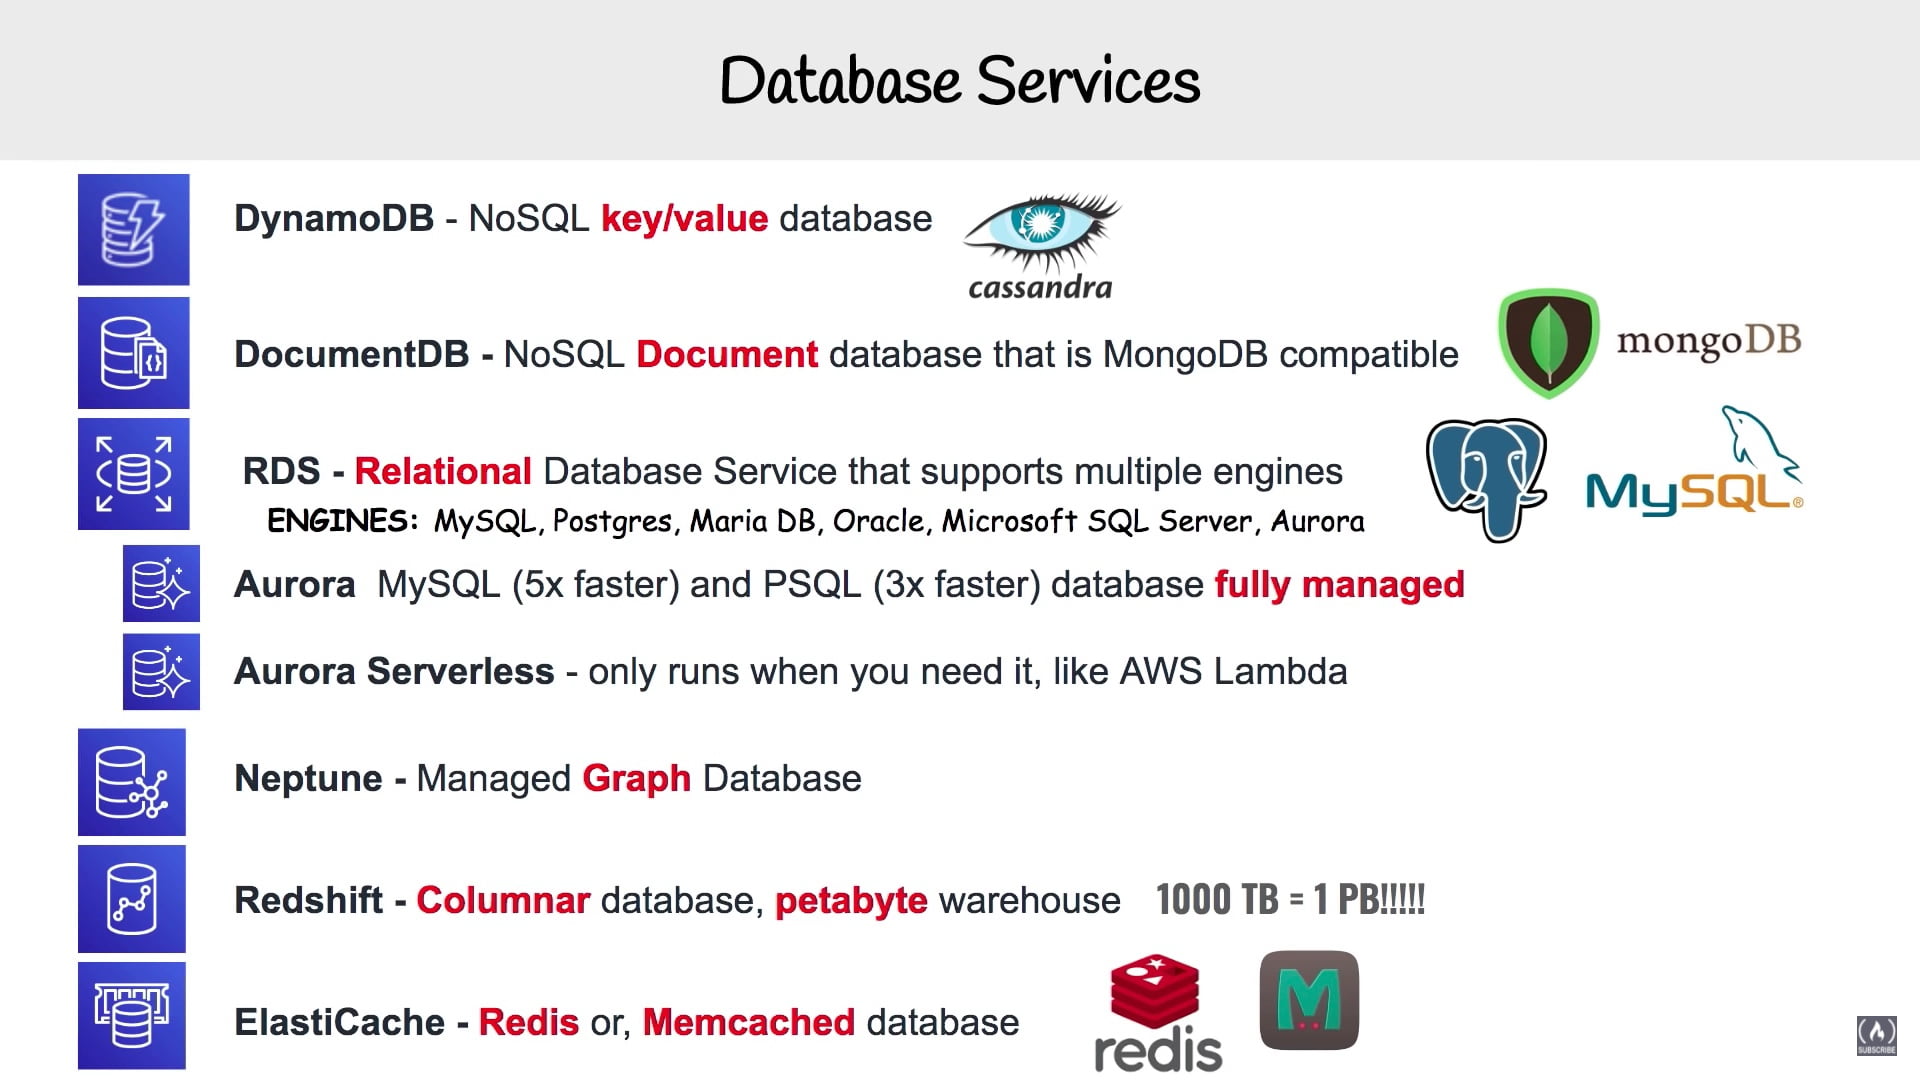 Database Services
DynamoDB - NoSQL key/value database
cassandra
DocumentDB - NoSQL Document database that is MongoDB compatible
mongoDB
RDS - Relational Database Service that supports multiple engines
MySQL®
ENGINES: MySQL, Postgres, Maria DB, Oracle, Microsoft SQL Server, Aurora
Aurora MySQL (5x faster) and PSQL (3x faster) database fully managed
Aurora Serverless - only runs when you need it, like AWS Lambda
Neptune - Managed Graph Database
Redshift - Columnar database, petabyte warehouse 1000 TB = 1 PB!!!!!
ElastiCache - Redis or, Memcached database
redis
M
SUBSCRIBE